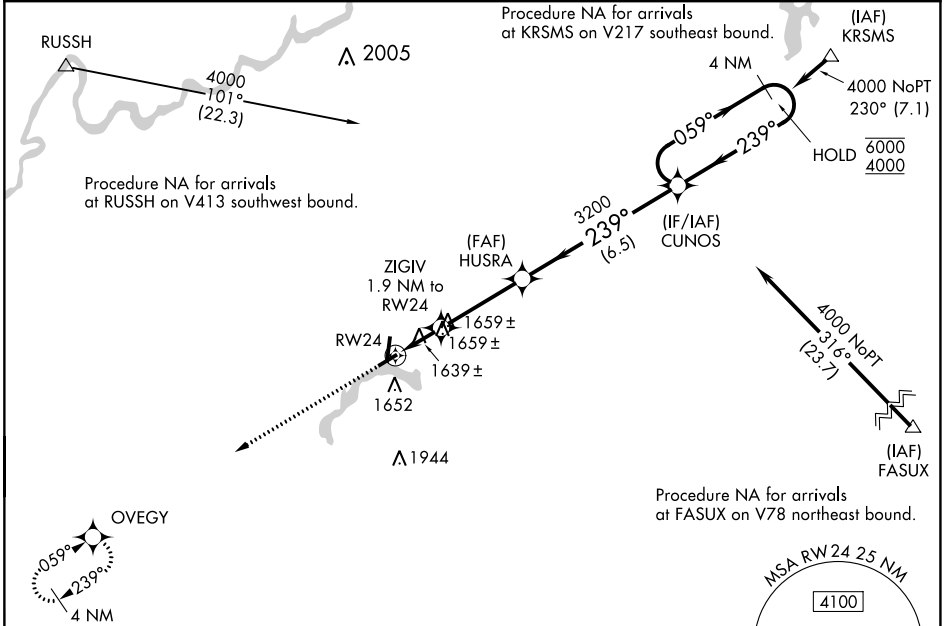 Procedure NA for arrivals
at KRSMS on V217 southeast bound.
(IAF)
KRSMS
RUSSH
2005
4000
101°
(22.3)
4 NM
4000 NoPT
230° (7.1)
059°
239°
HOLD 6000
4000
Procedure NA for arrivals
at RUSSH on V413 southwest bound.
3200
239°
(6.5)
(IF/IAF)
CUNOS
(FAF)
HUSRA
ZIGIV
1.9 NM to
RW24
1659 ±
1659 ±
RW24
1639 ±
1652
1944
4000 NoPT
316°
(23.7)
(IAF)
FASUX
Procedure NA for arrivals
at FASUX on V78 northeast bound.
OVEGY
059°
239°
4 NM
MSA RW 24 25 NM
4100